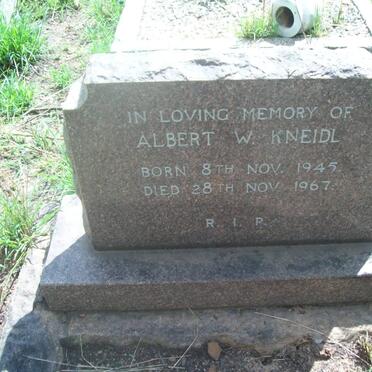 IN LOVING MEMORY OF
ALBERT W. KNEIDL
BORN 8TH NOV. 1945.
DIED 28TH NOV. 1967.
R. I. P.